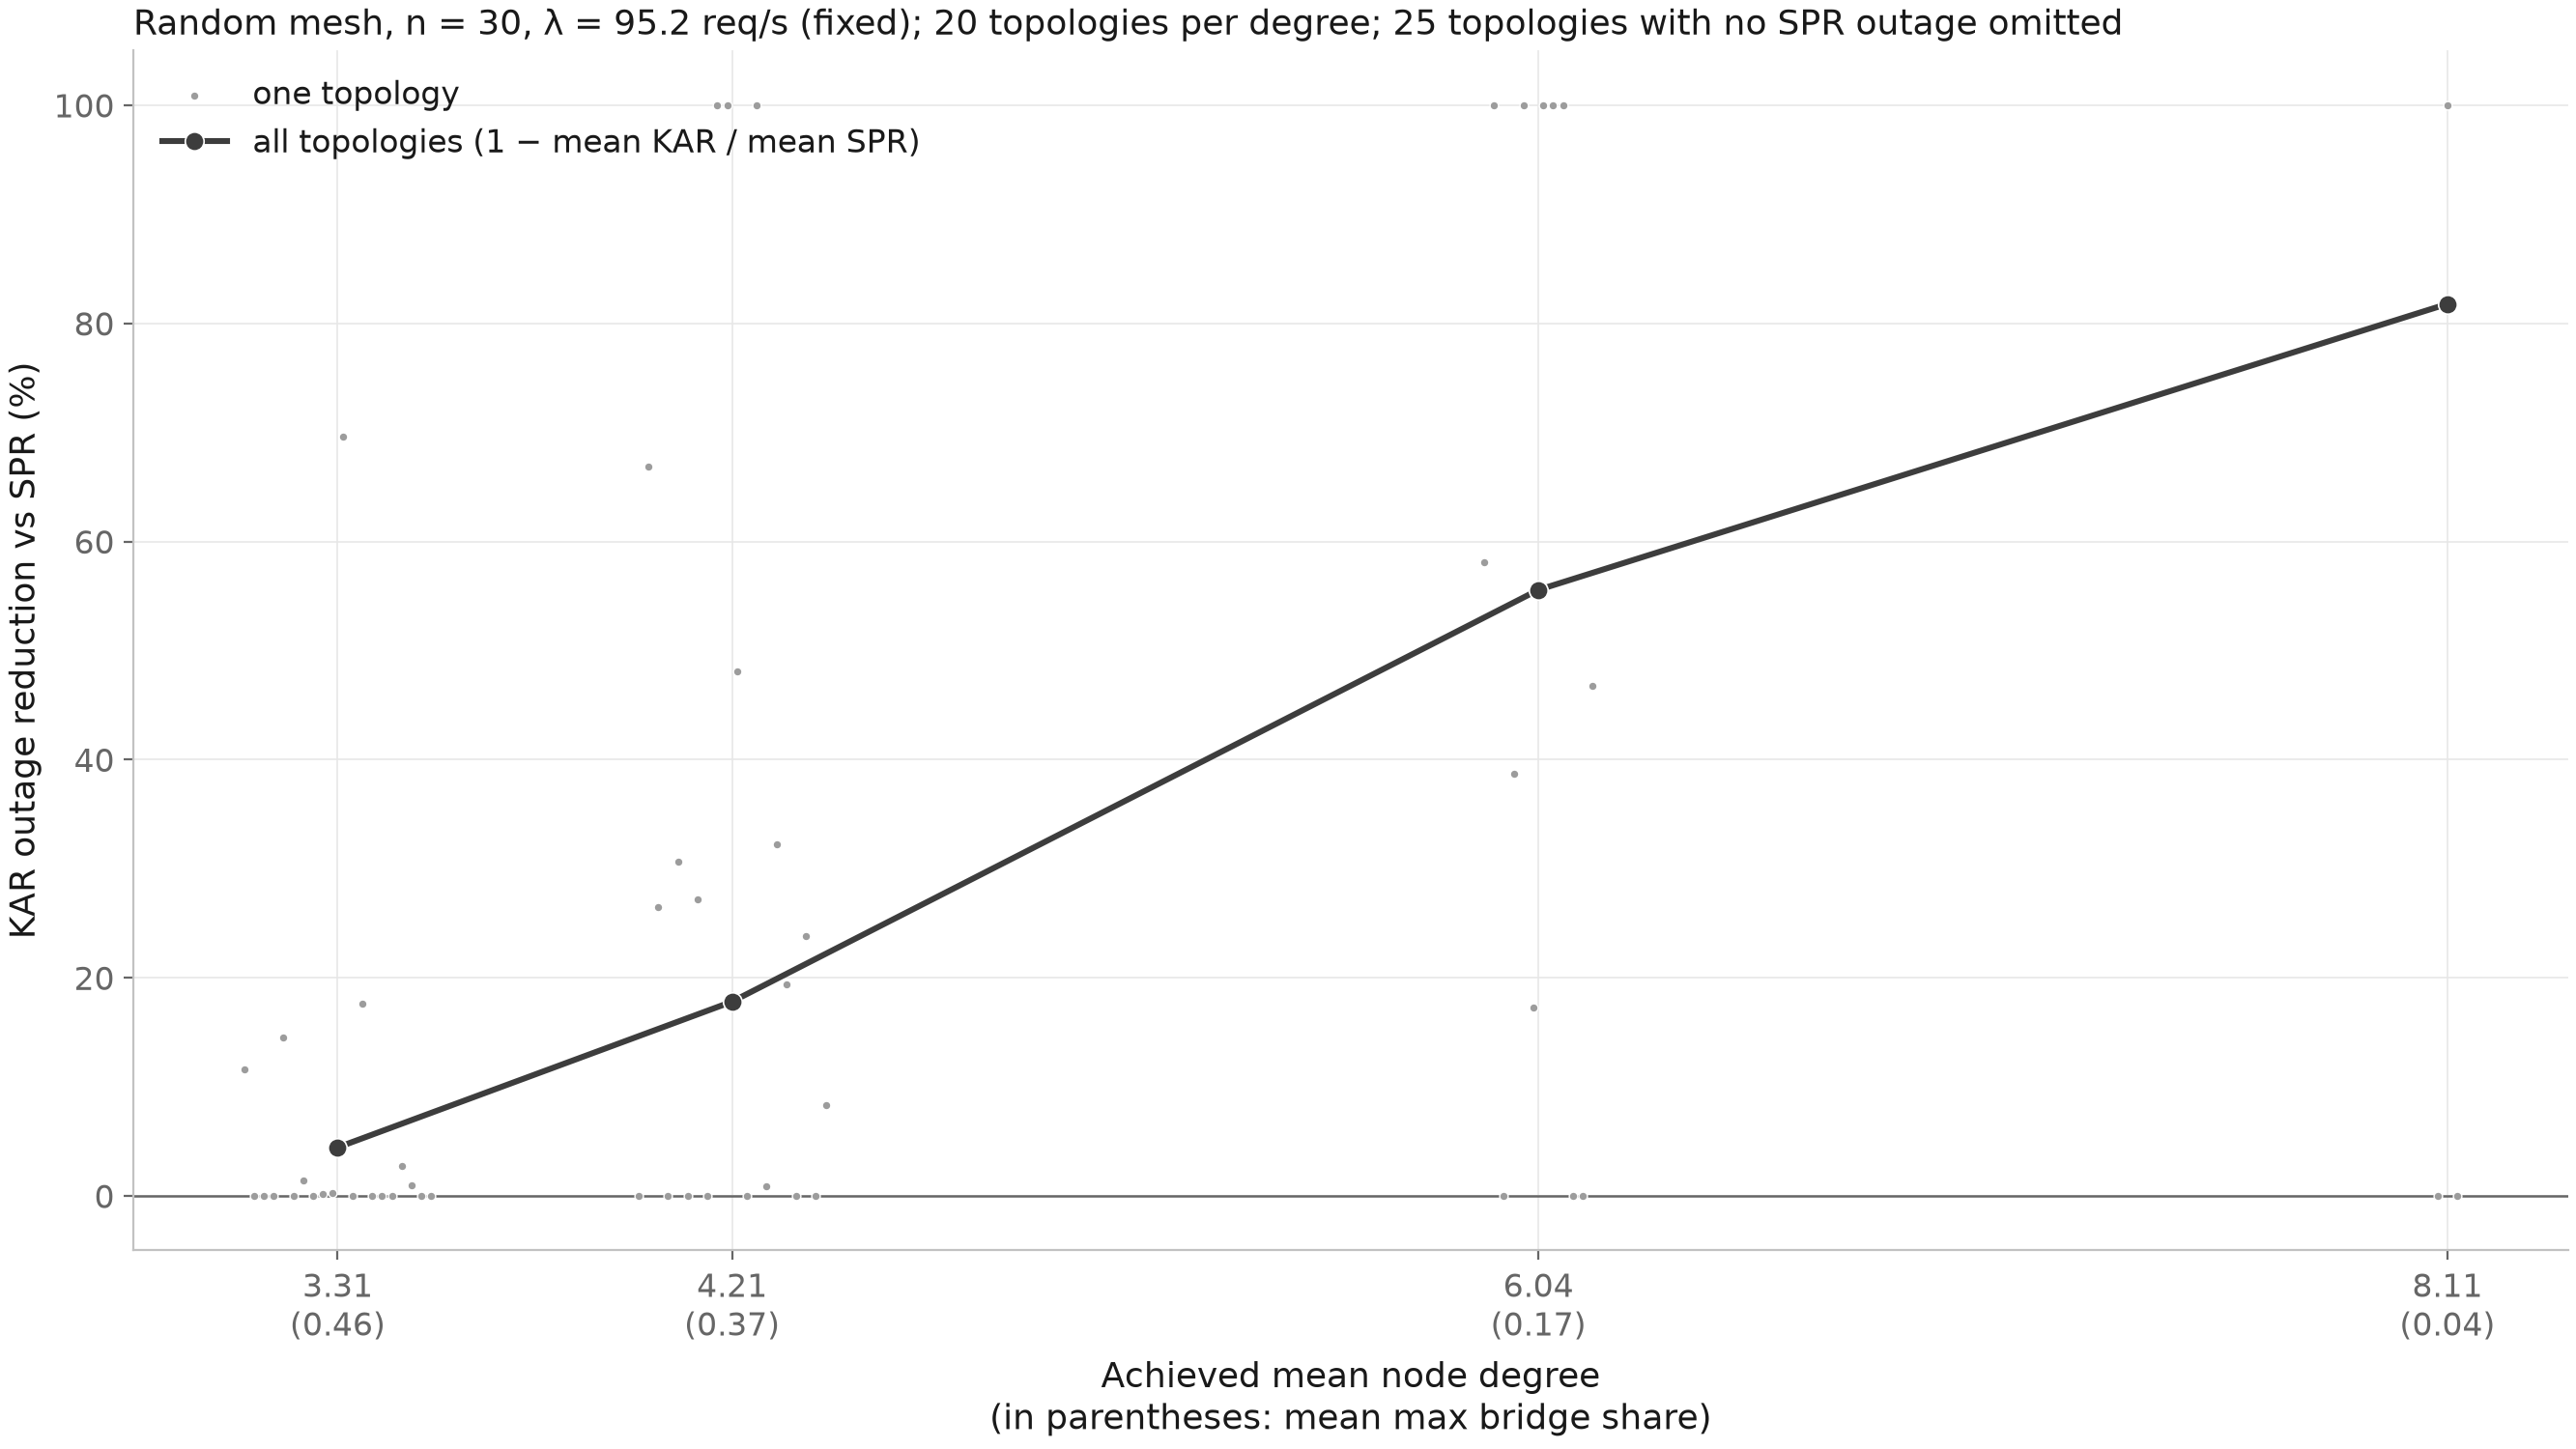 Random mesh, n = 30, λ = 95.2 req/s (fixed); 20 topologies per degree; 25 topologies with no SPR outage omitted
one topology
all topologies (1 − mean KAR / mean SPR)
KAR outage reduction vs SPR (%)
100
80
60
40
20
0
3.31 4.21 6.04 8.11
(0.46) (0.37) (0.17) (0.04)
Achieved mean node degree
(in parentheses: mean max bridge share)